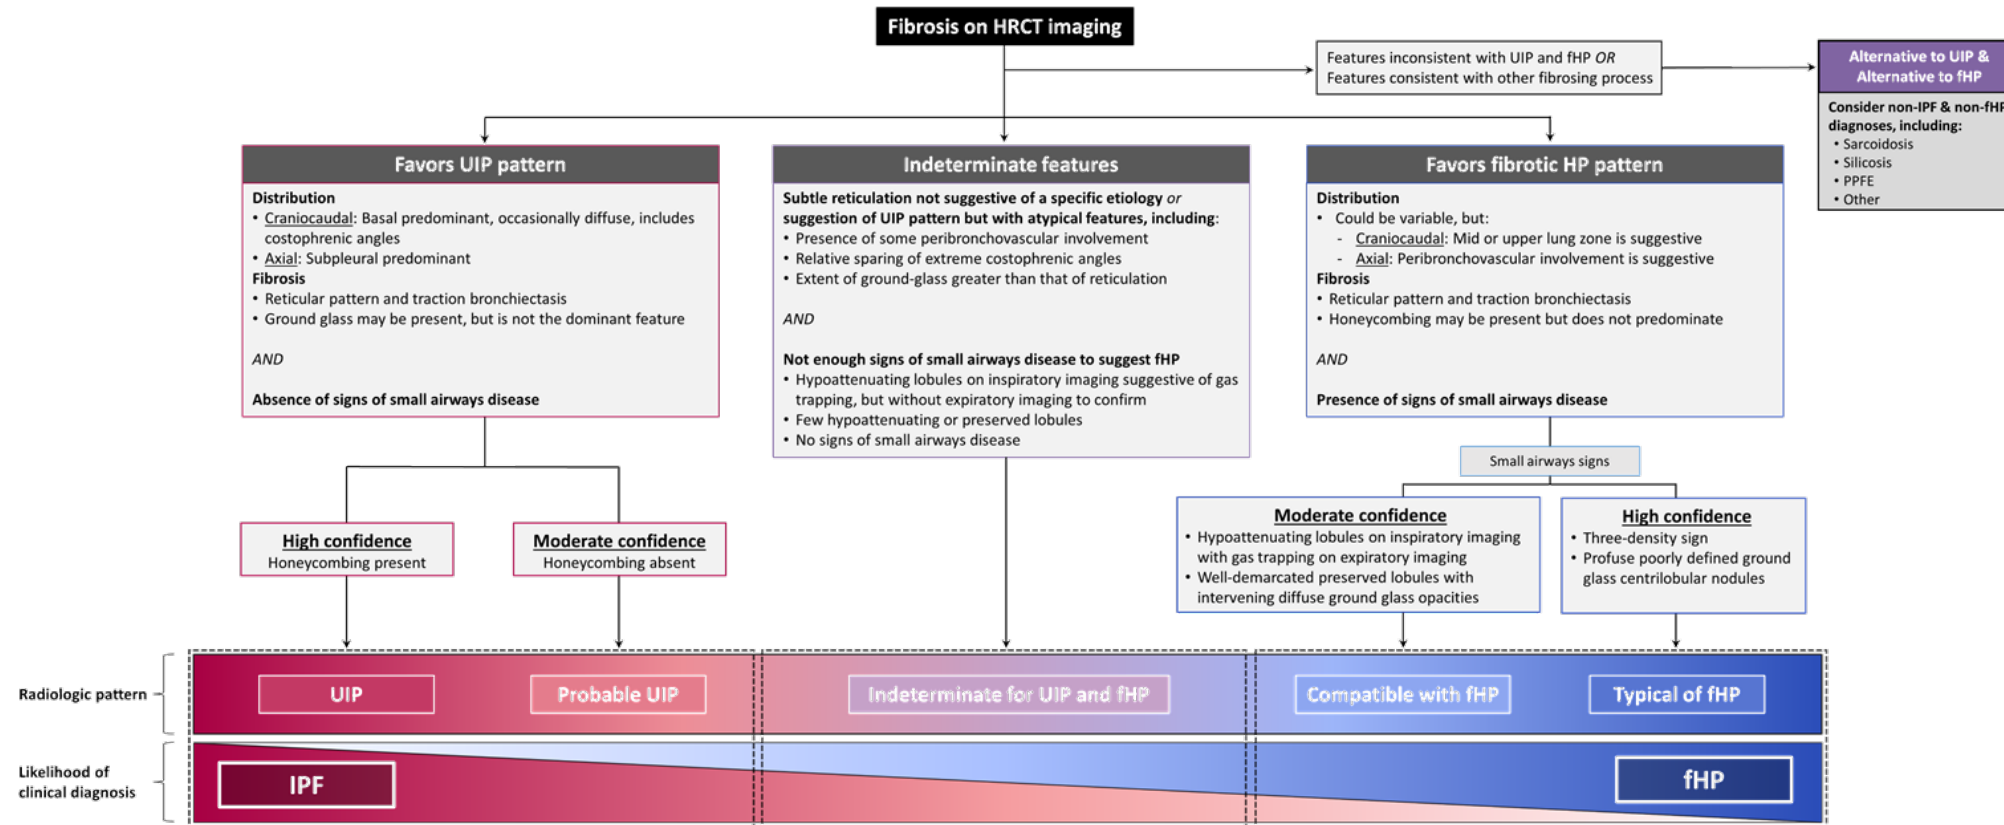 Fibrosis on HRCT imaging
Features inconsistent with UIP and fHP OR
Features consistent with other fibrosing process
Alternative to UIP &
Alternative to fHP
Consider non-IPF & non-fHP
diagnoses, including:
• Sarcoidosis
• Silicosis
• PPFE
• Other
Favors UIP pattern
Distribution
• Craniocaudal: Basal predominant, occasionally diffuse, includes
costophrenic angles
• Axial: Subpleural predominant
Fibrosis
• Reticular pattern and traction bronchiectasis
• Ground glass may be present, but is not the dominant feature
AND
Absence of signs of small airways disease
Indeterminate features
Subtle reticulation not suggestive of a specific etiology or
suggestion of UIP pattern but with atypical features, including:
• Presence of some peribronchovascular involvement
• Relative sparing of extreme costophrenic angles
• Extent of ground-glass greater than that of reticulation
AND
Not enough signs of small airways disease to suggest fHP
• Hypoattenuating lobules on inspiratory imaging suggestive of gas
trapping, but without expiratory imaging to confirm
• Few hypoattenuating or preserved lobules
• No signs of small airways disease
Favors fibrotic HP pattern
Distribution
• Could be variable, but:
- Craniocaudal: Mid or upper lung zone is suggestive
- Axial: Peribronchovascular involvement is suggestive
Fibrosis
• Reticular pattern and traction bronchiectasis
• Honeycombing may be present but does not predominate
AND
Presence of signs of small airways disease
Small airways signs
High confidence
Honeycombing present
Moderate confidence
Honeycombing absent
Moderate confidence
• Hypoattenuating lobules on inspiratory imaging
with gas trapping on expiratory imaging
• Well-demarcated preserved lobules with
intervening diffuse ground glass opacities
High confidence
• Three-density sign
• Profuse poorly defined ground
glass centrilobular nodules
Radiologic pattern
UIP
Probable UIP
Indeterminate for UIP and fHP
Compatible with fHP
Typical of fHP
Likelihood of
clinical diagnosis
IPF
fHP